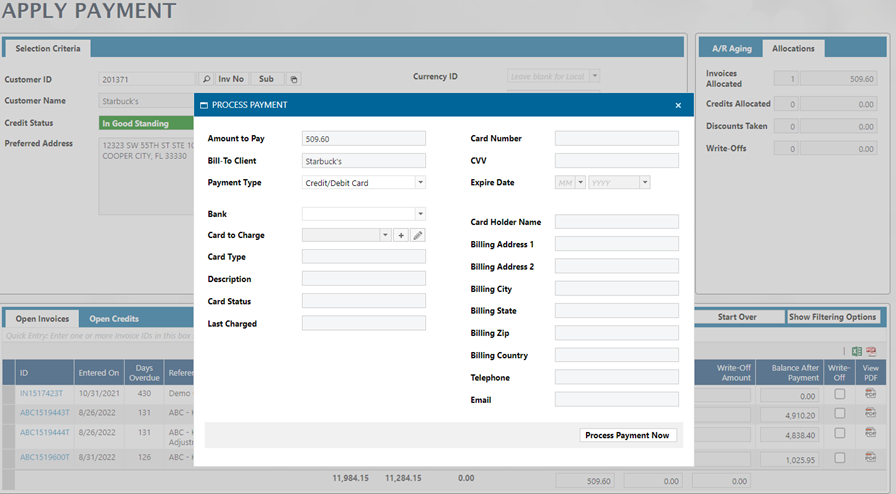 APPLY PAYMENT
Selection Criteria
Customer ID 201371 Inv No Sub
Currency ID Leave blank for Local
Customer Name Starbuck's
Credit Status In Good Standing
Preferred Address 12323 SW 55TH ST STE 10
COOPER CITY, FL 33330
A/R Aging Allocations
Invoices Allocated 1 509.60
Credits Allocated 0 0.00
Discounts Taken 0 0.00
Write-Offs 0 0.00
PROCESS PAYMENT ×
Amount to Pay 509.60
Bill-To Client Starbuck's
Payment Type Credit/Debit Card
Bank
Card to Charge +
Card Type
Description
Card Status
Last Charged
Card Number
CVV
Expire Date MM YYYY
Card Holder Name
Billing Address 1
Billing Address 2
Billing City
Billing State
Billing Zip
Billing Country
Telephone
Email
Process Payment Now
Open Invoices Open Credits
Start Over Show Filtering Options
Quick Entry: Enter one or more Invoice IDs in this box
ID Entered On Days Overdue Refere Write-Off Amount Balance After Payment Write-Off View PDF
IN1517423T 10/31/2021 430 Demo 0.00
ABC1519443T 8/26/2022 131 ABC - 4,910.20
ABC1519444T 8/26/2022 131 ABC - Adjust 4,838.40
ABC1519600T 8/31/2022 126 ABC - 1,025.95
11,984.15 11,284.15 0.00 509.60 0.00 0.00